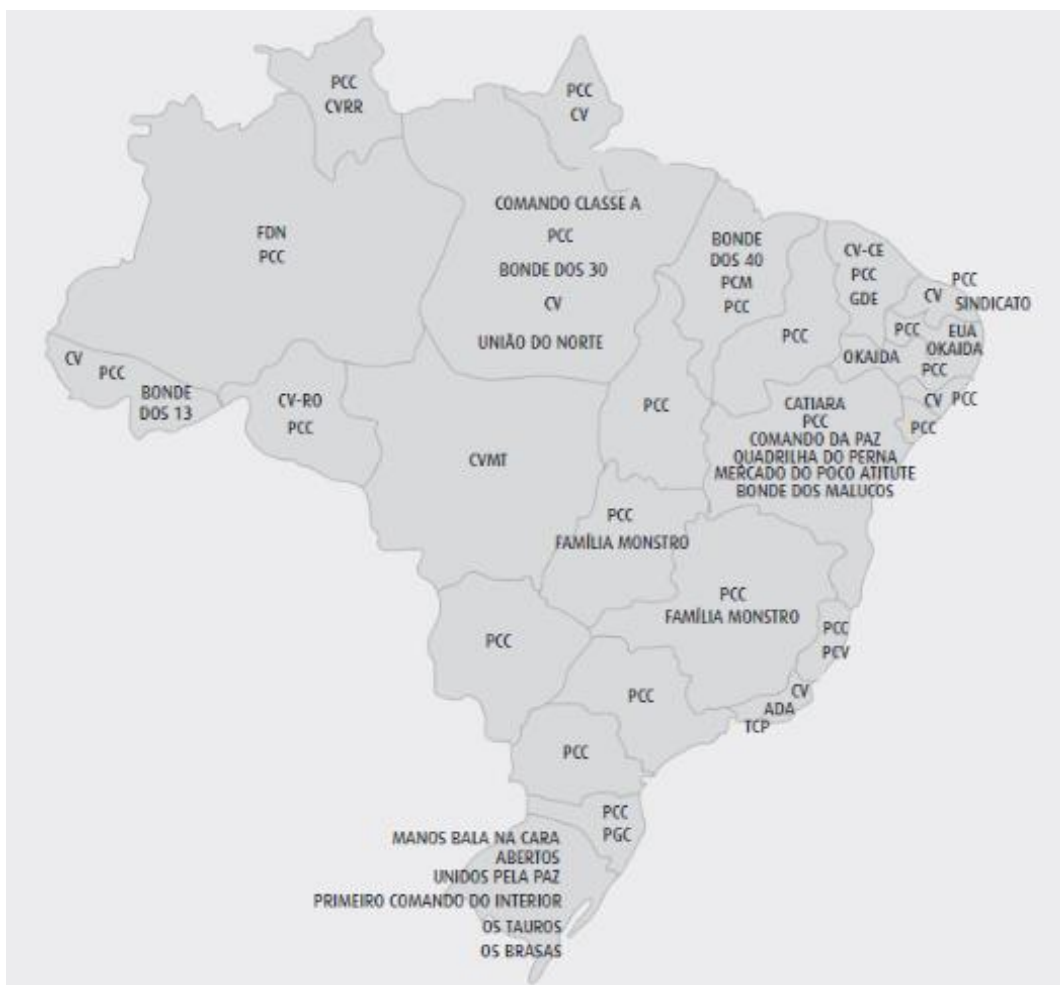 PCC
CVRR
PCC
CV
COMANDO CLASSE A
PCC
BONDE DOS 30
CV
UNIÃO DO NORTE
FDN
PCC
BONDE
DOS 40
PCM
PCC
CV-CE
PCC
GDE
PCC
CV
SINDICATO
PCC
EUA
OKAIDA
PCC
PCC
OKAIDA
CV
PCC
PCC
CV
PCC
BONDE
DOS 13
CV-RO
PCC
CVMT
PCC
CATIARA
PCC
COMANDO DA PAZ
QUADRILHA DO PERNA
MERCADO DO POCO ATITUTE
BONDE DOS MALUCOS
PCC
FAMÍLIA MONSTRO
PCC
FAMÍLIA MONSTRO
PCC
PCV
PCC
PCC
CV
ADA
TCP
PCC
PCC
PGC
MANOS BALA NA CARA
ABERTOS
UNIDOS PELA PAZ
PRIMEIRO COMANDO DO INTERIOR
OS TAUROS
OS BRASAS